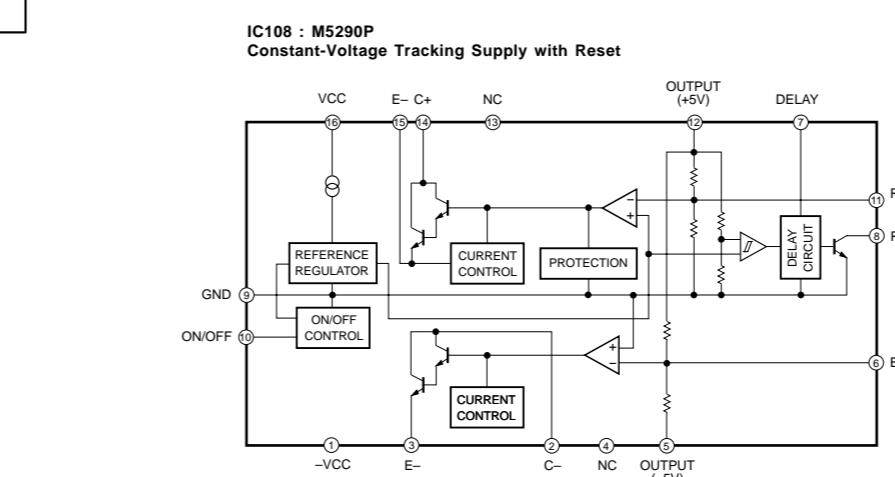 IC108 : M5290P
Constant-Voltage Tracking Supply with Reset
VCC
E– C+
NC
OUTPUT
(+5V)
DELAY
16
15
14
13
12
7
11
8
REFERENCE
REGULATOR
CURRENT
CONTROL
PROTECTION
DELAY
CIRCUIT
–
+
GND
9
ON/OFF
10
ON/OFF
CONTROL
+
–
6
CURRENT
CONTROL
1
3
2
4
5
–VCC
E–
C–
NC
OUTPUT